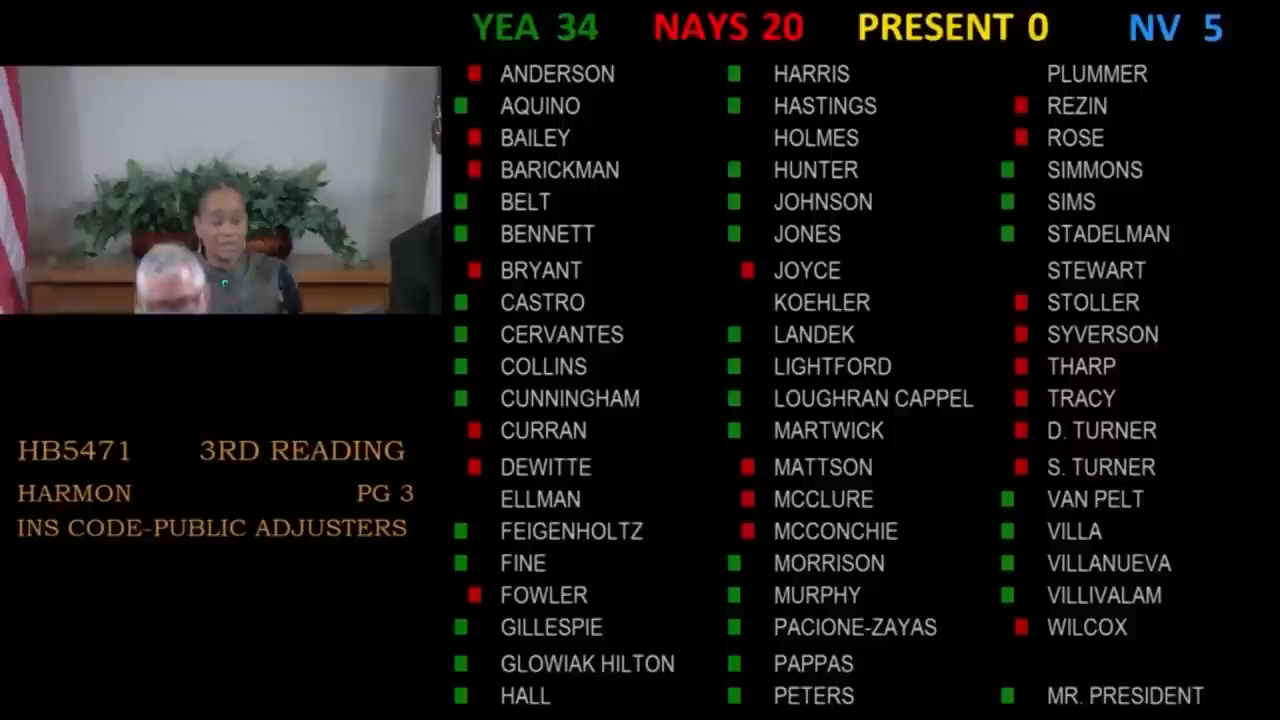 YEA 34 NAYS 20 PRESENT 0 NV 5
ANDERSON HARRIS PLUMMER
AQUINO HASTINGS REZIN
BAILEY HOLMES ROSE
BARICKMAN HUNTER SIMMONS
BELT JOHNSON SIMS
BENNETT JONES STADELMAN
BRYANT JOYCE STEWART
CASTRO KOEHLER STOLLER
CERVANTES LANDEK SYVERSON
COLLINS LIGHTFORD THARP
CUNNINGHAM LOUGHRAN CAPPEL TRACY
CURRAN MARTWICK D. TURNER
DEWITTE MATTSON S. TURNER
ELLMAN MCCLURE VAN PELT
FEIGENHOLTZ MCCONCHIE VILLA
FINE MORRISON VILLANUEVA
FOWLER MURPHY VILLIVALAM
GILLESPIE PACIONE-ZAYAS WILCOX
GLOWIAK HILTON PAPPAS
HALL PETERS MR. PRESIDENT
HB5471 3RD READING
HARMON PG 3
INS CODE-PUBLIC ADJUSTERS